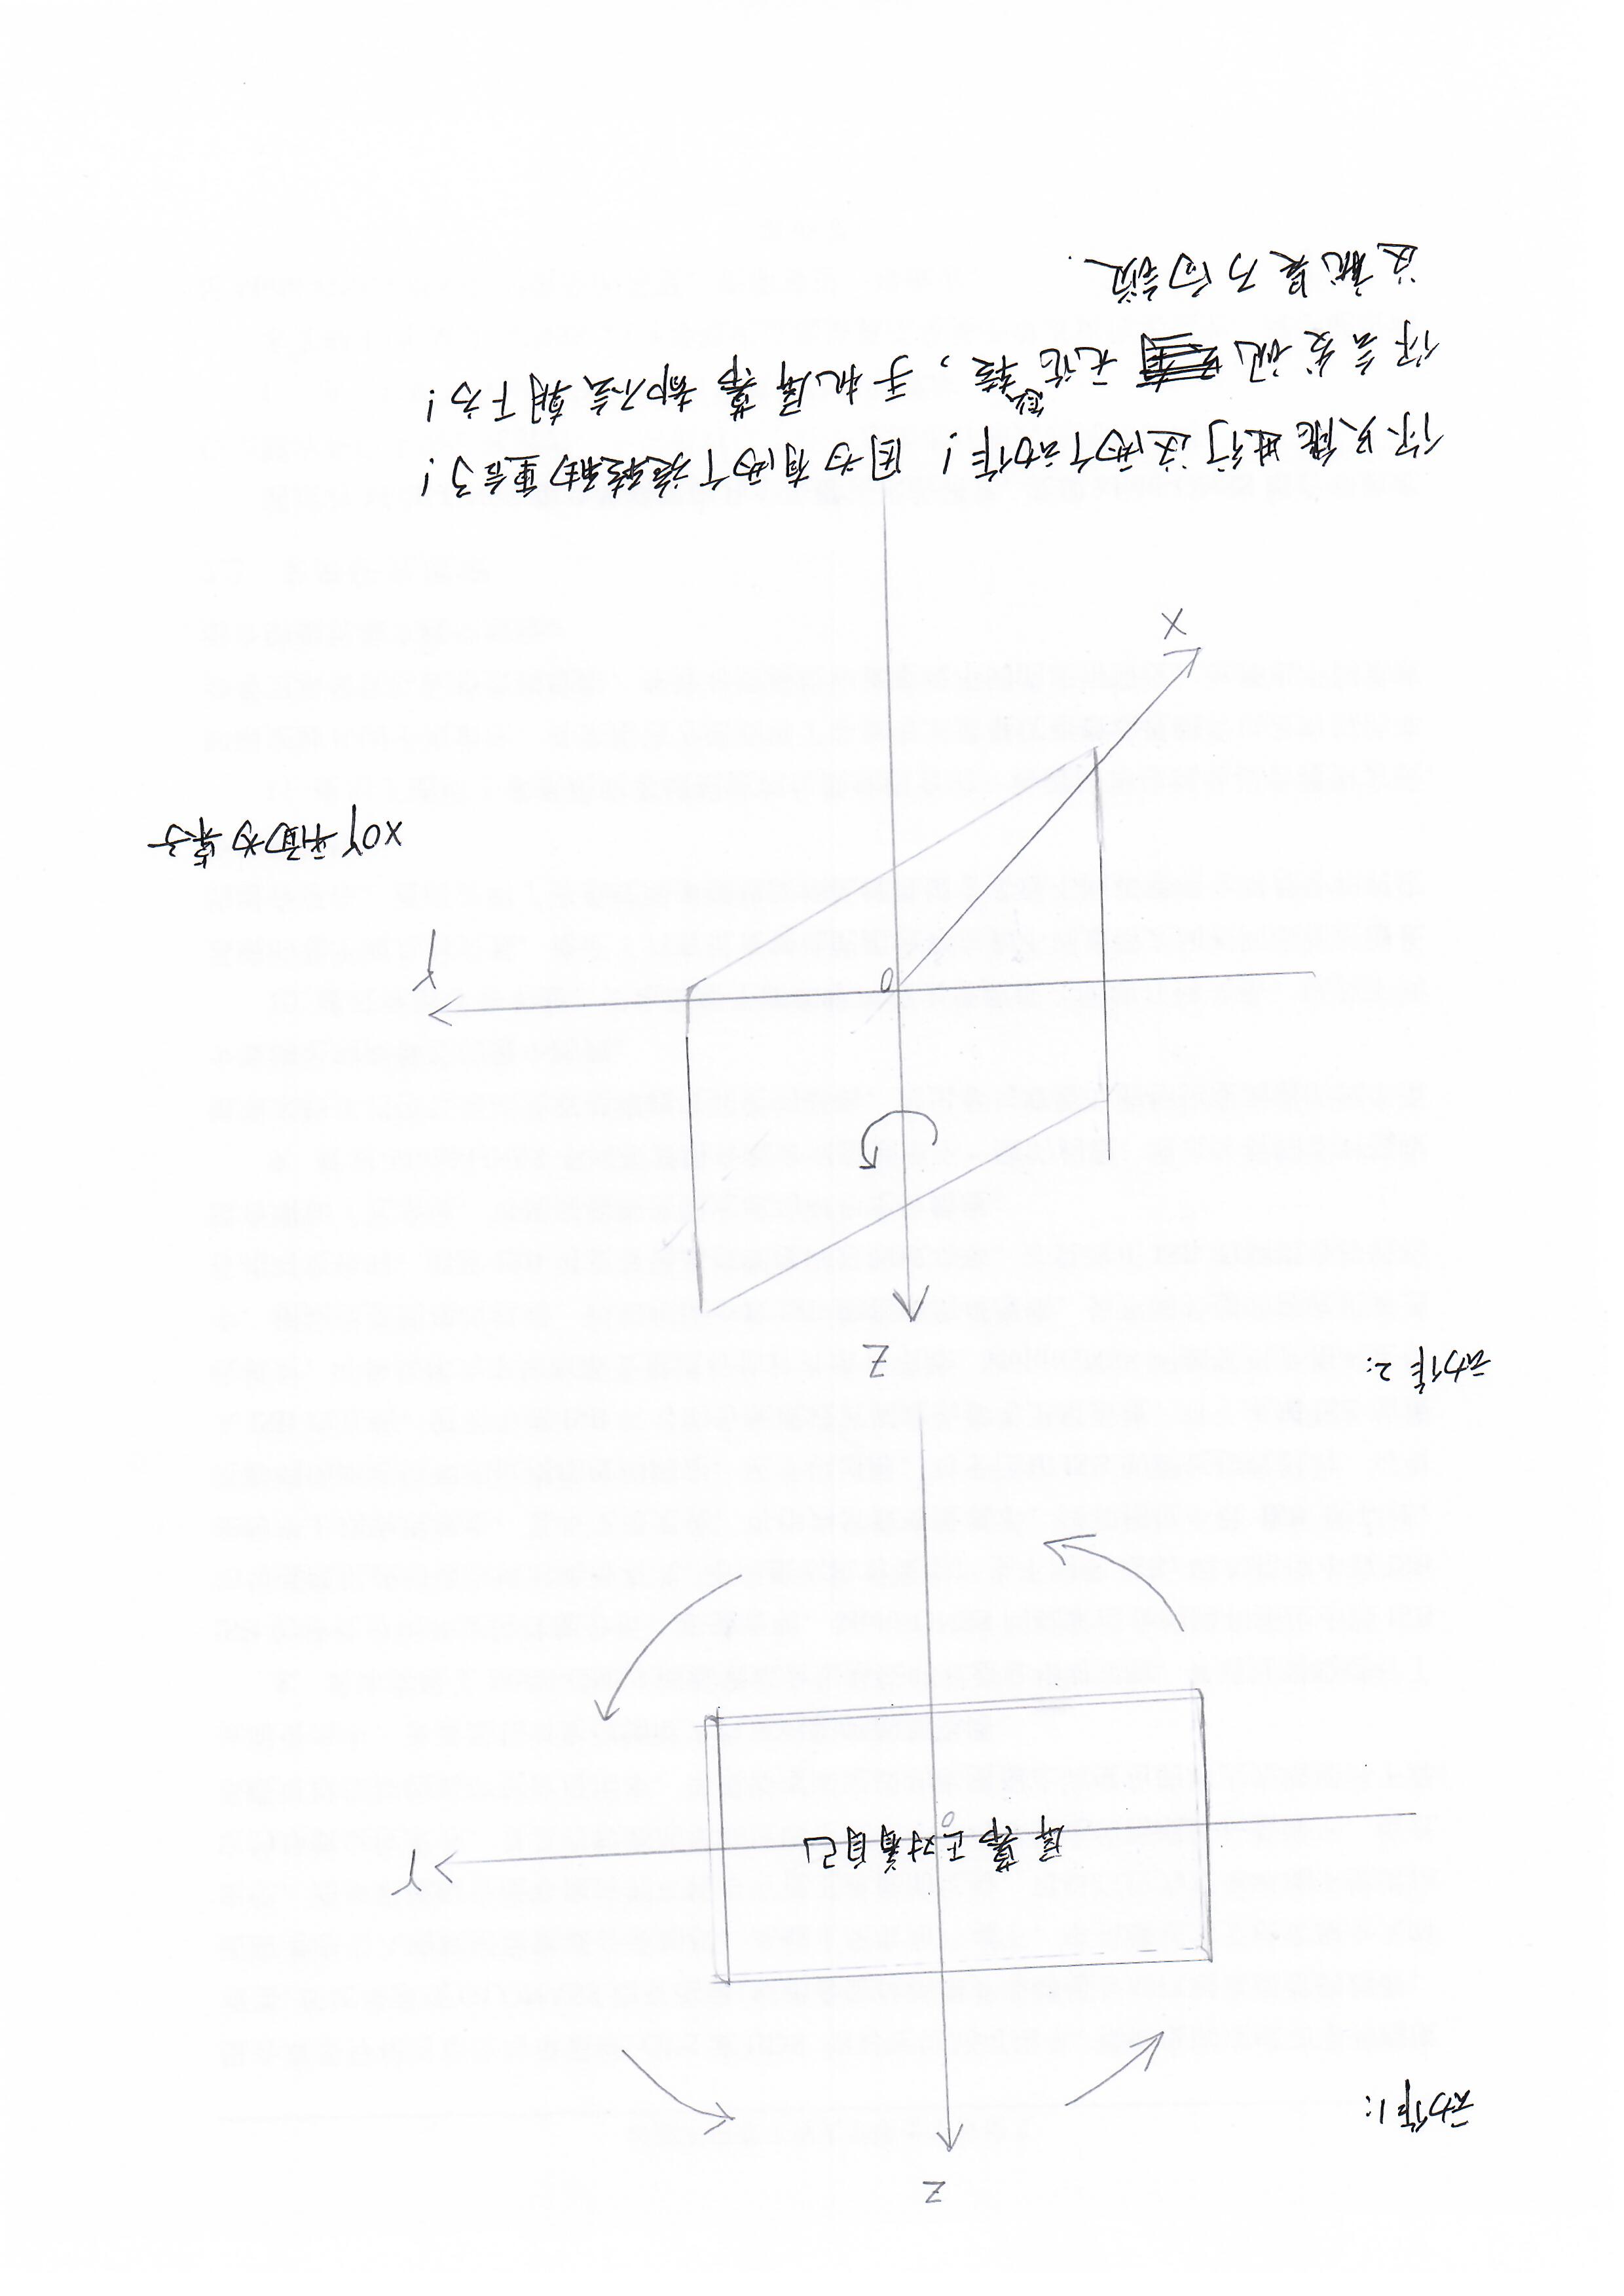 Z
动作1:
Y
屏幕正对着自己
O
动作2:
Z
O
Y
XOY平面为桌子
X
你只能进行这两个动作！因为有两个旋转轴重合了！
你会发现 无论怎么转，手机屏幕都不会朝下方！
这就是万向锁.